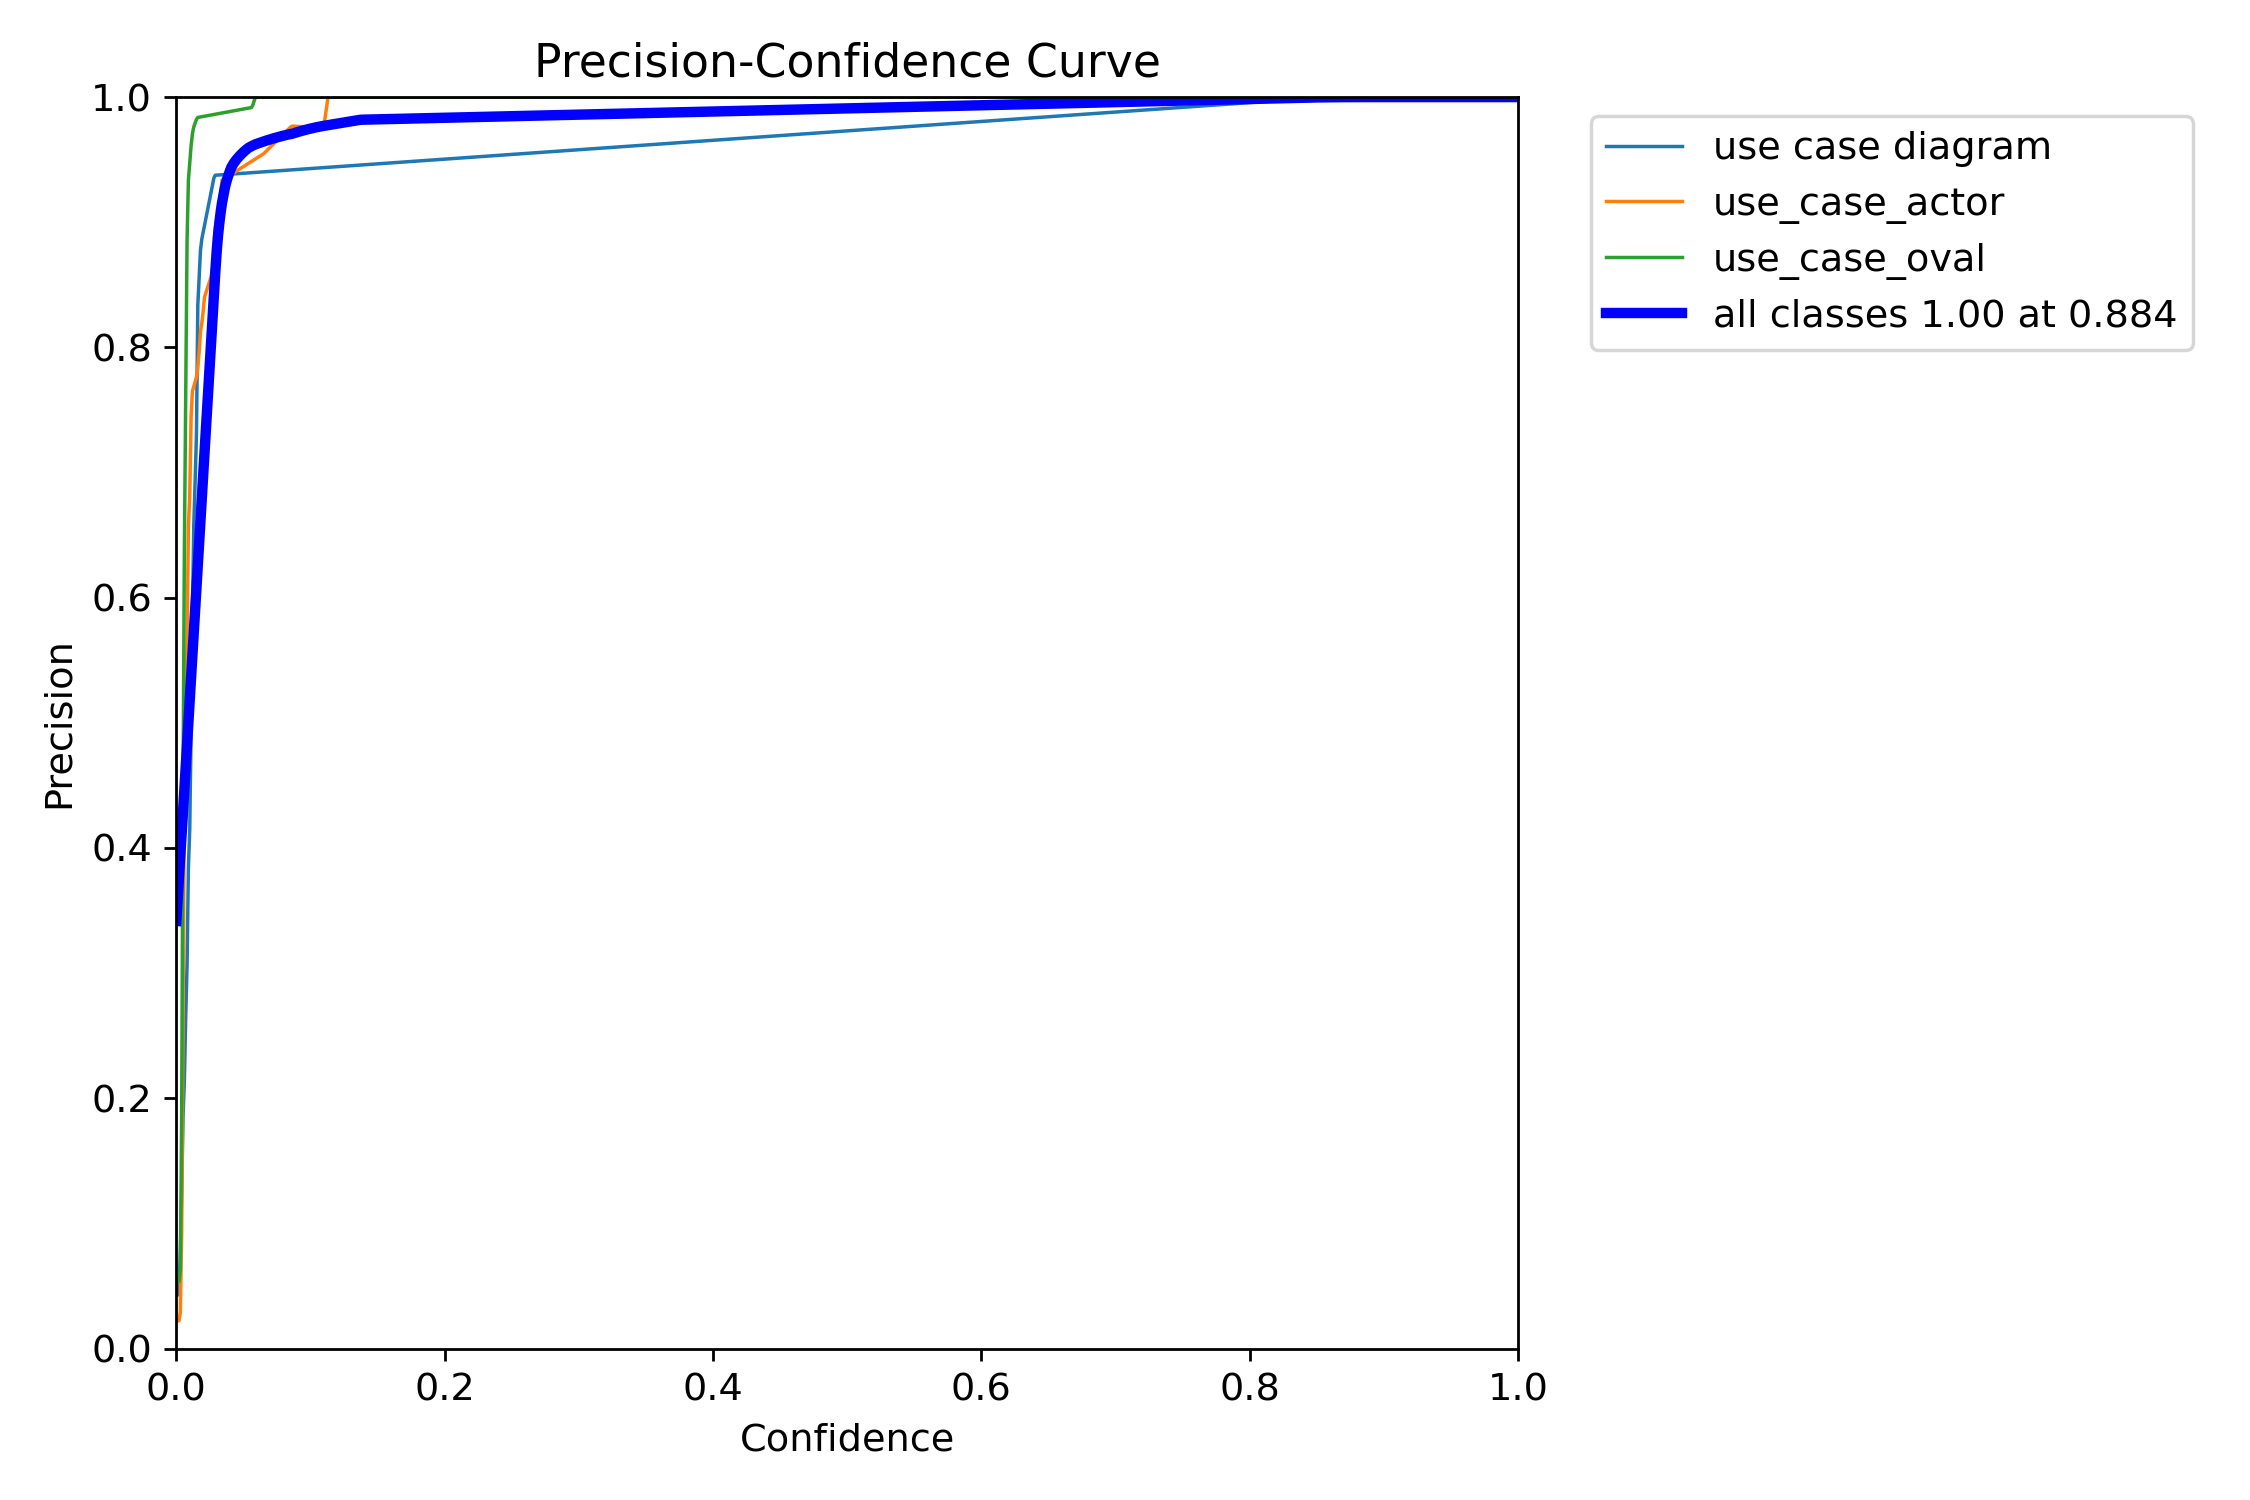 Precision-Confidence Curve
1.0
0.8
0.6
0.4
0.2
0.0
Precision
0.0 0.2 0.4 0.6 0.8 1.0
Confidence
use case diagram
use_case_actor
use_case_oval
all classes 1.00 at 0.884